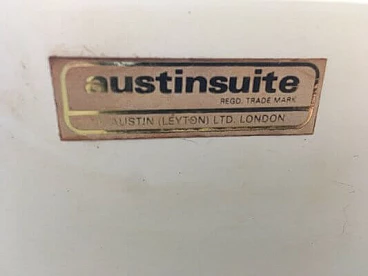 austinsuite
REGD. TRADE MARK
AUSTIN (LEYTON) LTD. LONDON